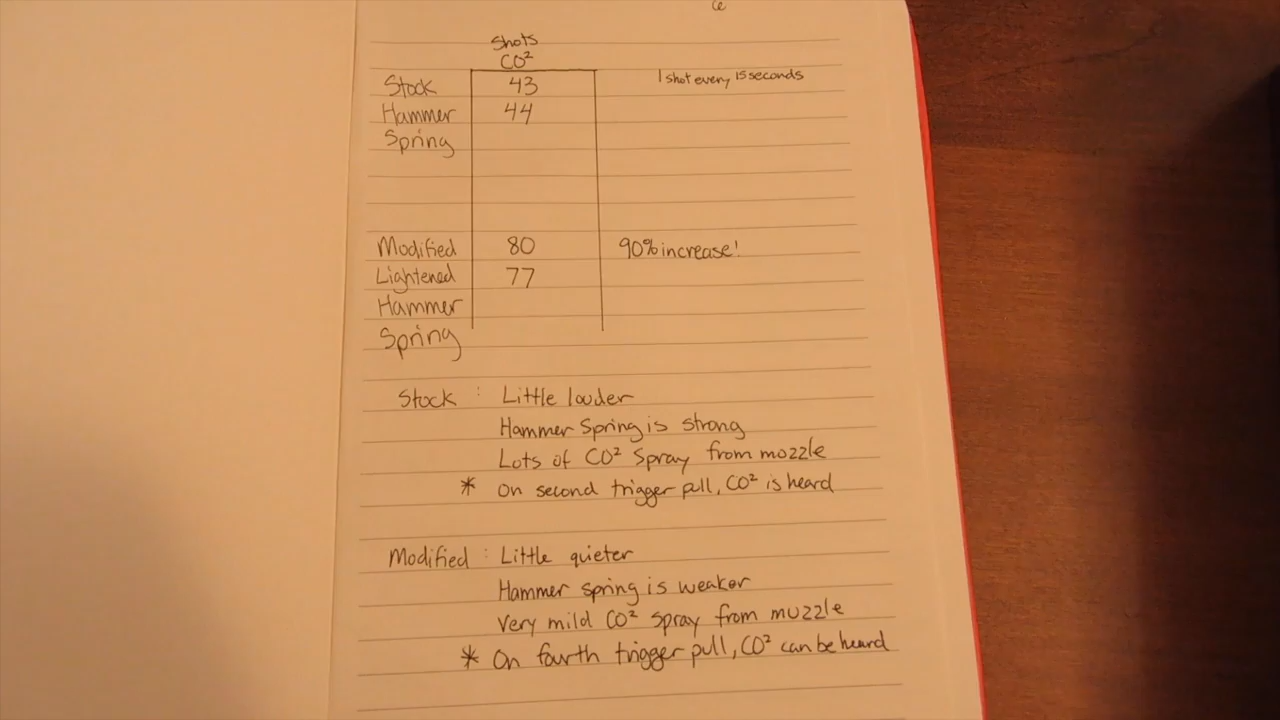 ce
Shots
CO²
Stock 43 1 shot every 15 seconds
Hammer 44
Spring
Modified 80 90% increase!
Lightened 77
Hammer
Spring
Stock : Little louder
Hammer Spring is strong
Lots of CO² Spray from mozzle
* On second trigger pull, CO² is heard
Modified : Little quieter
Hammer spring is weaker
Very mild CO² Spray from muzzle
* On fourth trigger pull, CO² can be heard